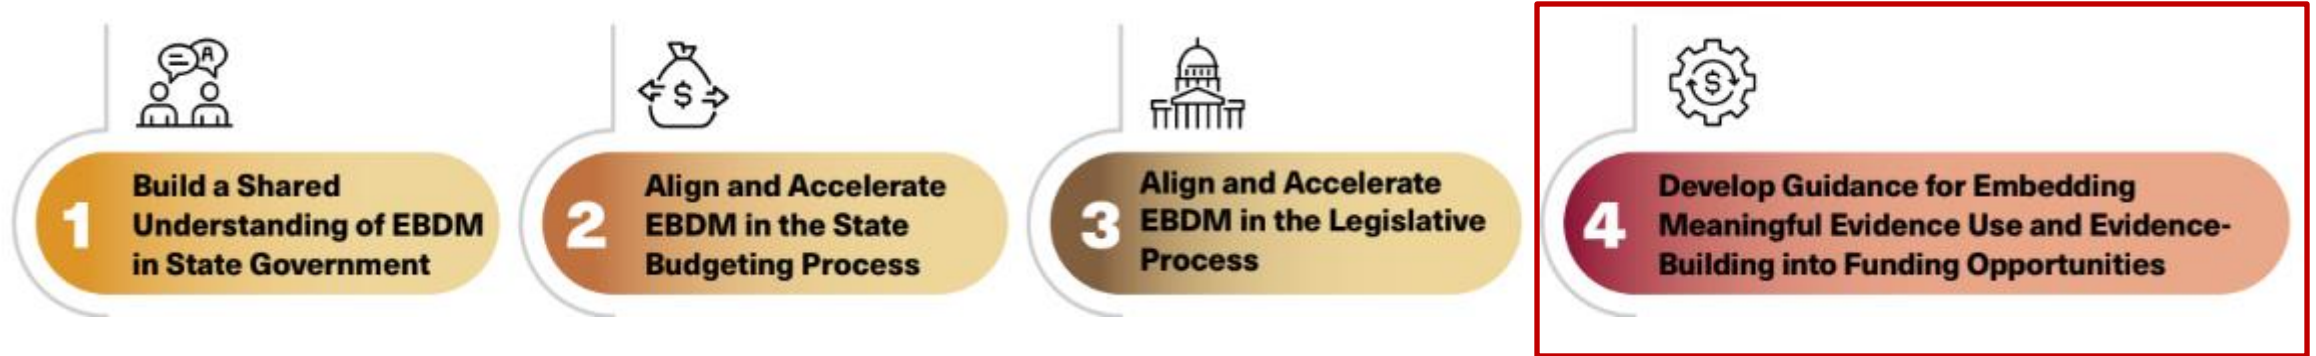 1
Build a Shared
Understanding of EBDM
in State Government
$
2
Align and Accelerate
EBDM in the State
Budgeting Process
3
Align and Accelerate
EBDM in the Legislative
Process
$
4
Develop Guidance for Embedding
Meaningful Evidence Use and Evidence-
Building into Funding Opportunities
A